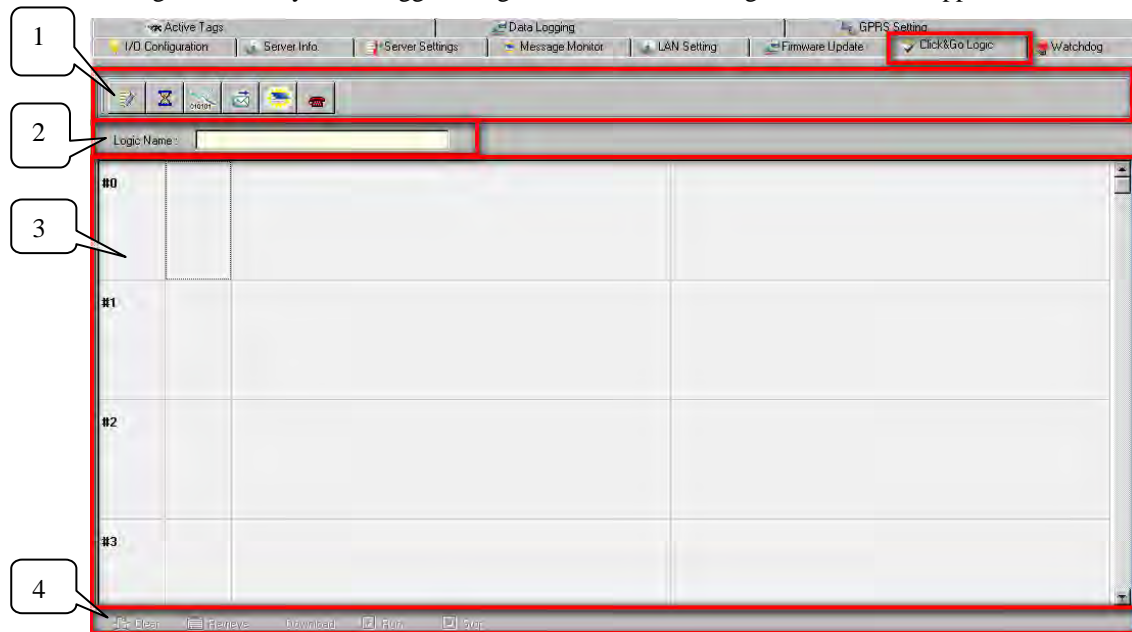 Active Tags Data Logging GPRS Setting
I/O Configuration Server Info Server Settings Message Monitor LAN Setting Firmware Update Click&Go Logic Watchdog
1
2
Logic Name :
#0
3
#1
#2
#3
4
Clear Retrieve Download Run Stop